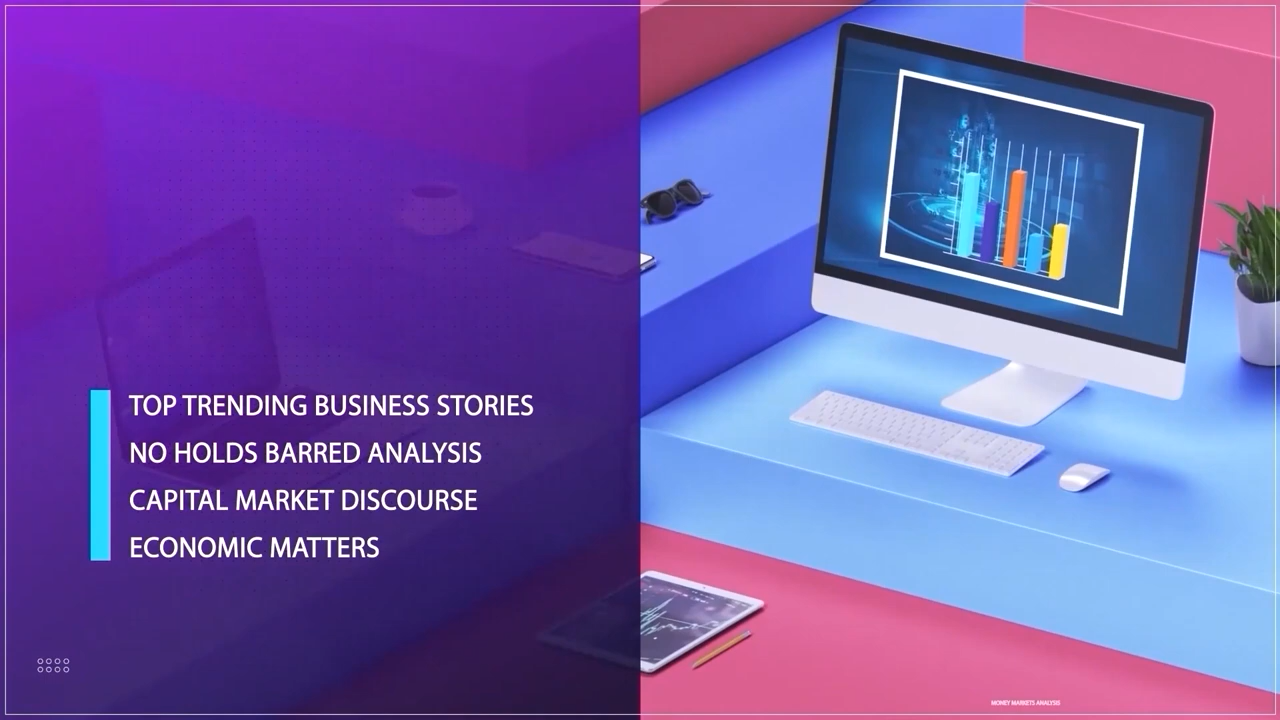 TOP TRENDING BUSINESS STORIES
NO HOLDS BARRED ANALYSIS
CAPITAL MARKET DISCOURSE
ECONOMIC MATTERS
MONEY MARKETS ANALYSIS